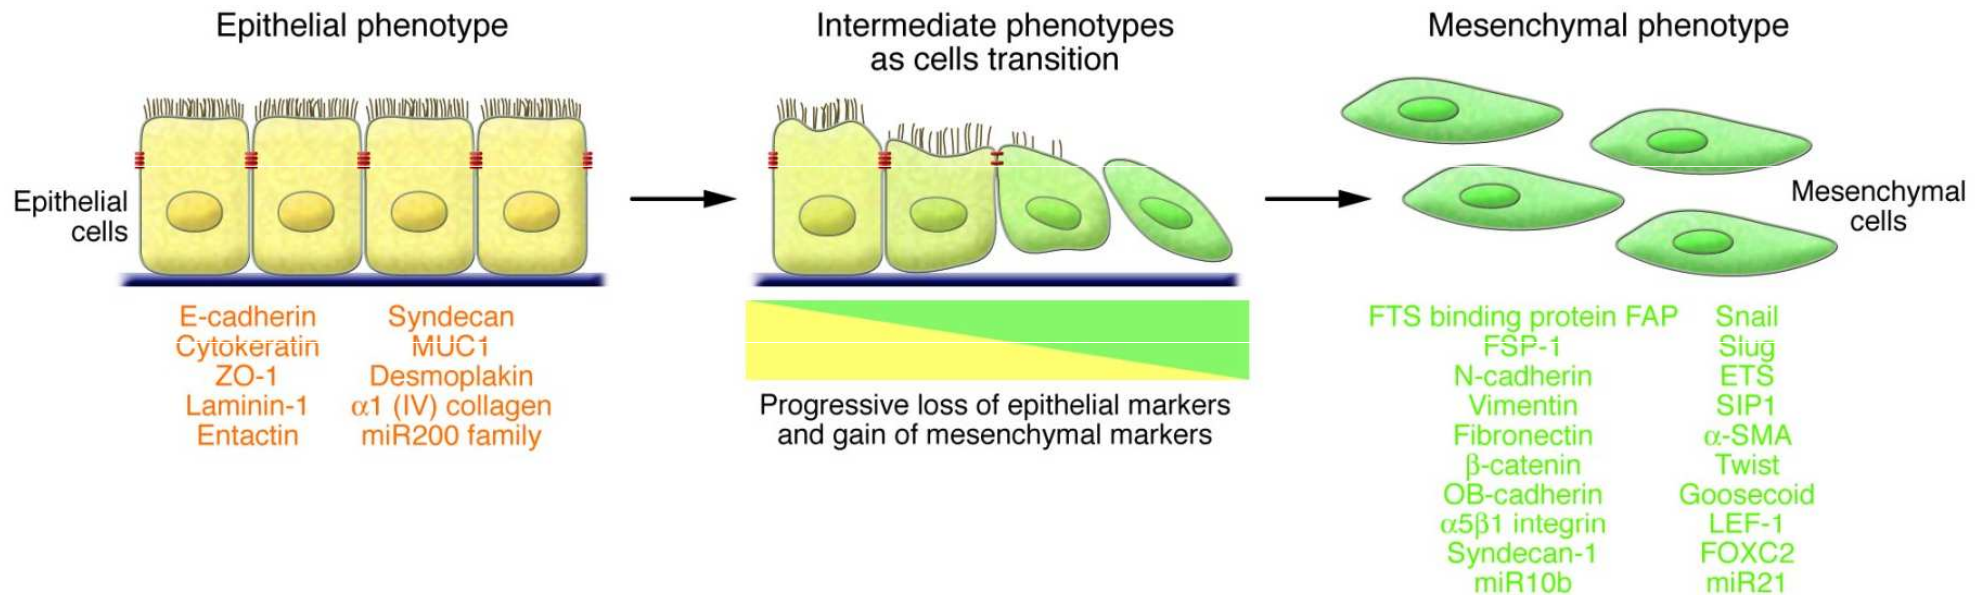 Epithelial phenotype
Intermediate phenotypes
as cells transition
Mesenchymal phenotype
Epithelial
cells
Mesenchymal
cells
E-cadherin
Cytokeratin
ZO-1
Laminin-1
Entactin
Syndecan
MUC1
Desmoplakin
α1 (IV) collagen
miR200 family
Progressive loss of epithelial markers
and gain of mesenchymal markers
FTS binding protein FAP
FSP-1
N-cadherin
Vimentin
Fibronectin
β-catenin
OB-cadherin
α5β1 integrin
Syndecan-1
miR10b
Snail
Slug
ETS
SIP1
α-SMA
Twist
Goosecoid
LEF-1
FOXC2
miR21